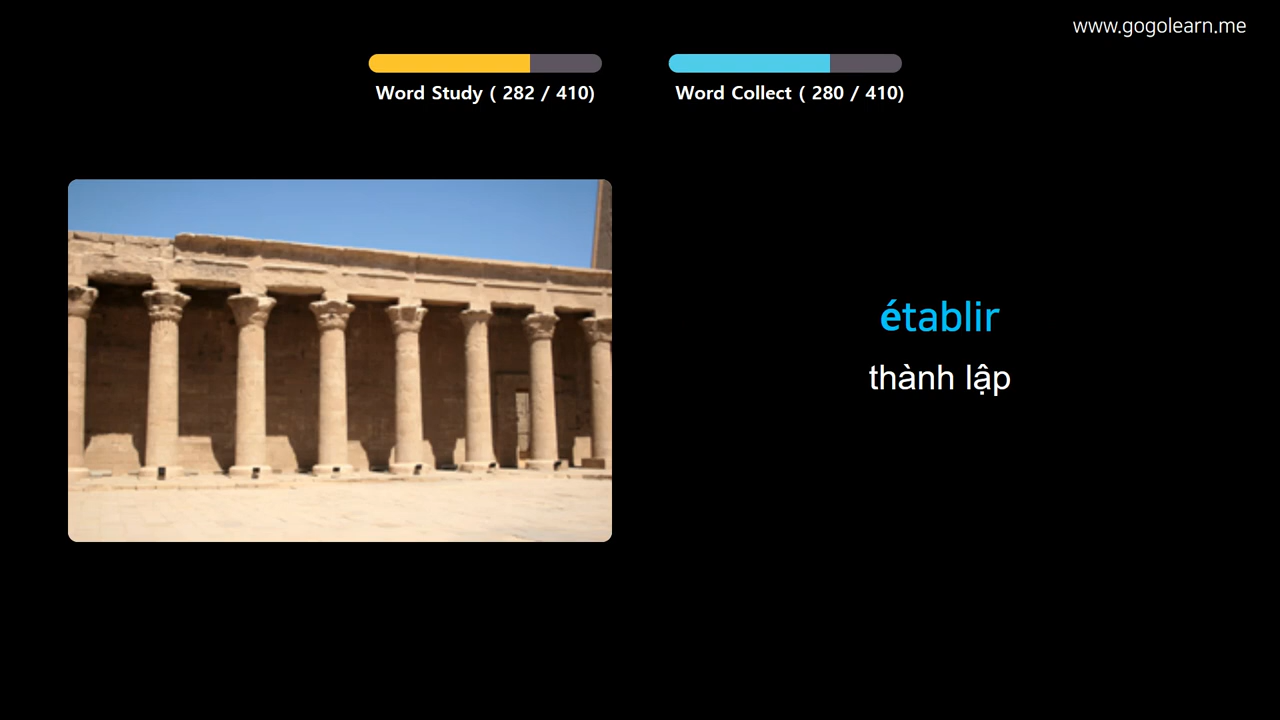 www.gogolearn.me
Word Study ( 282 / 410)
Word Collect ( 280 / 410)
établir
thành lập